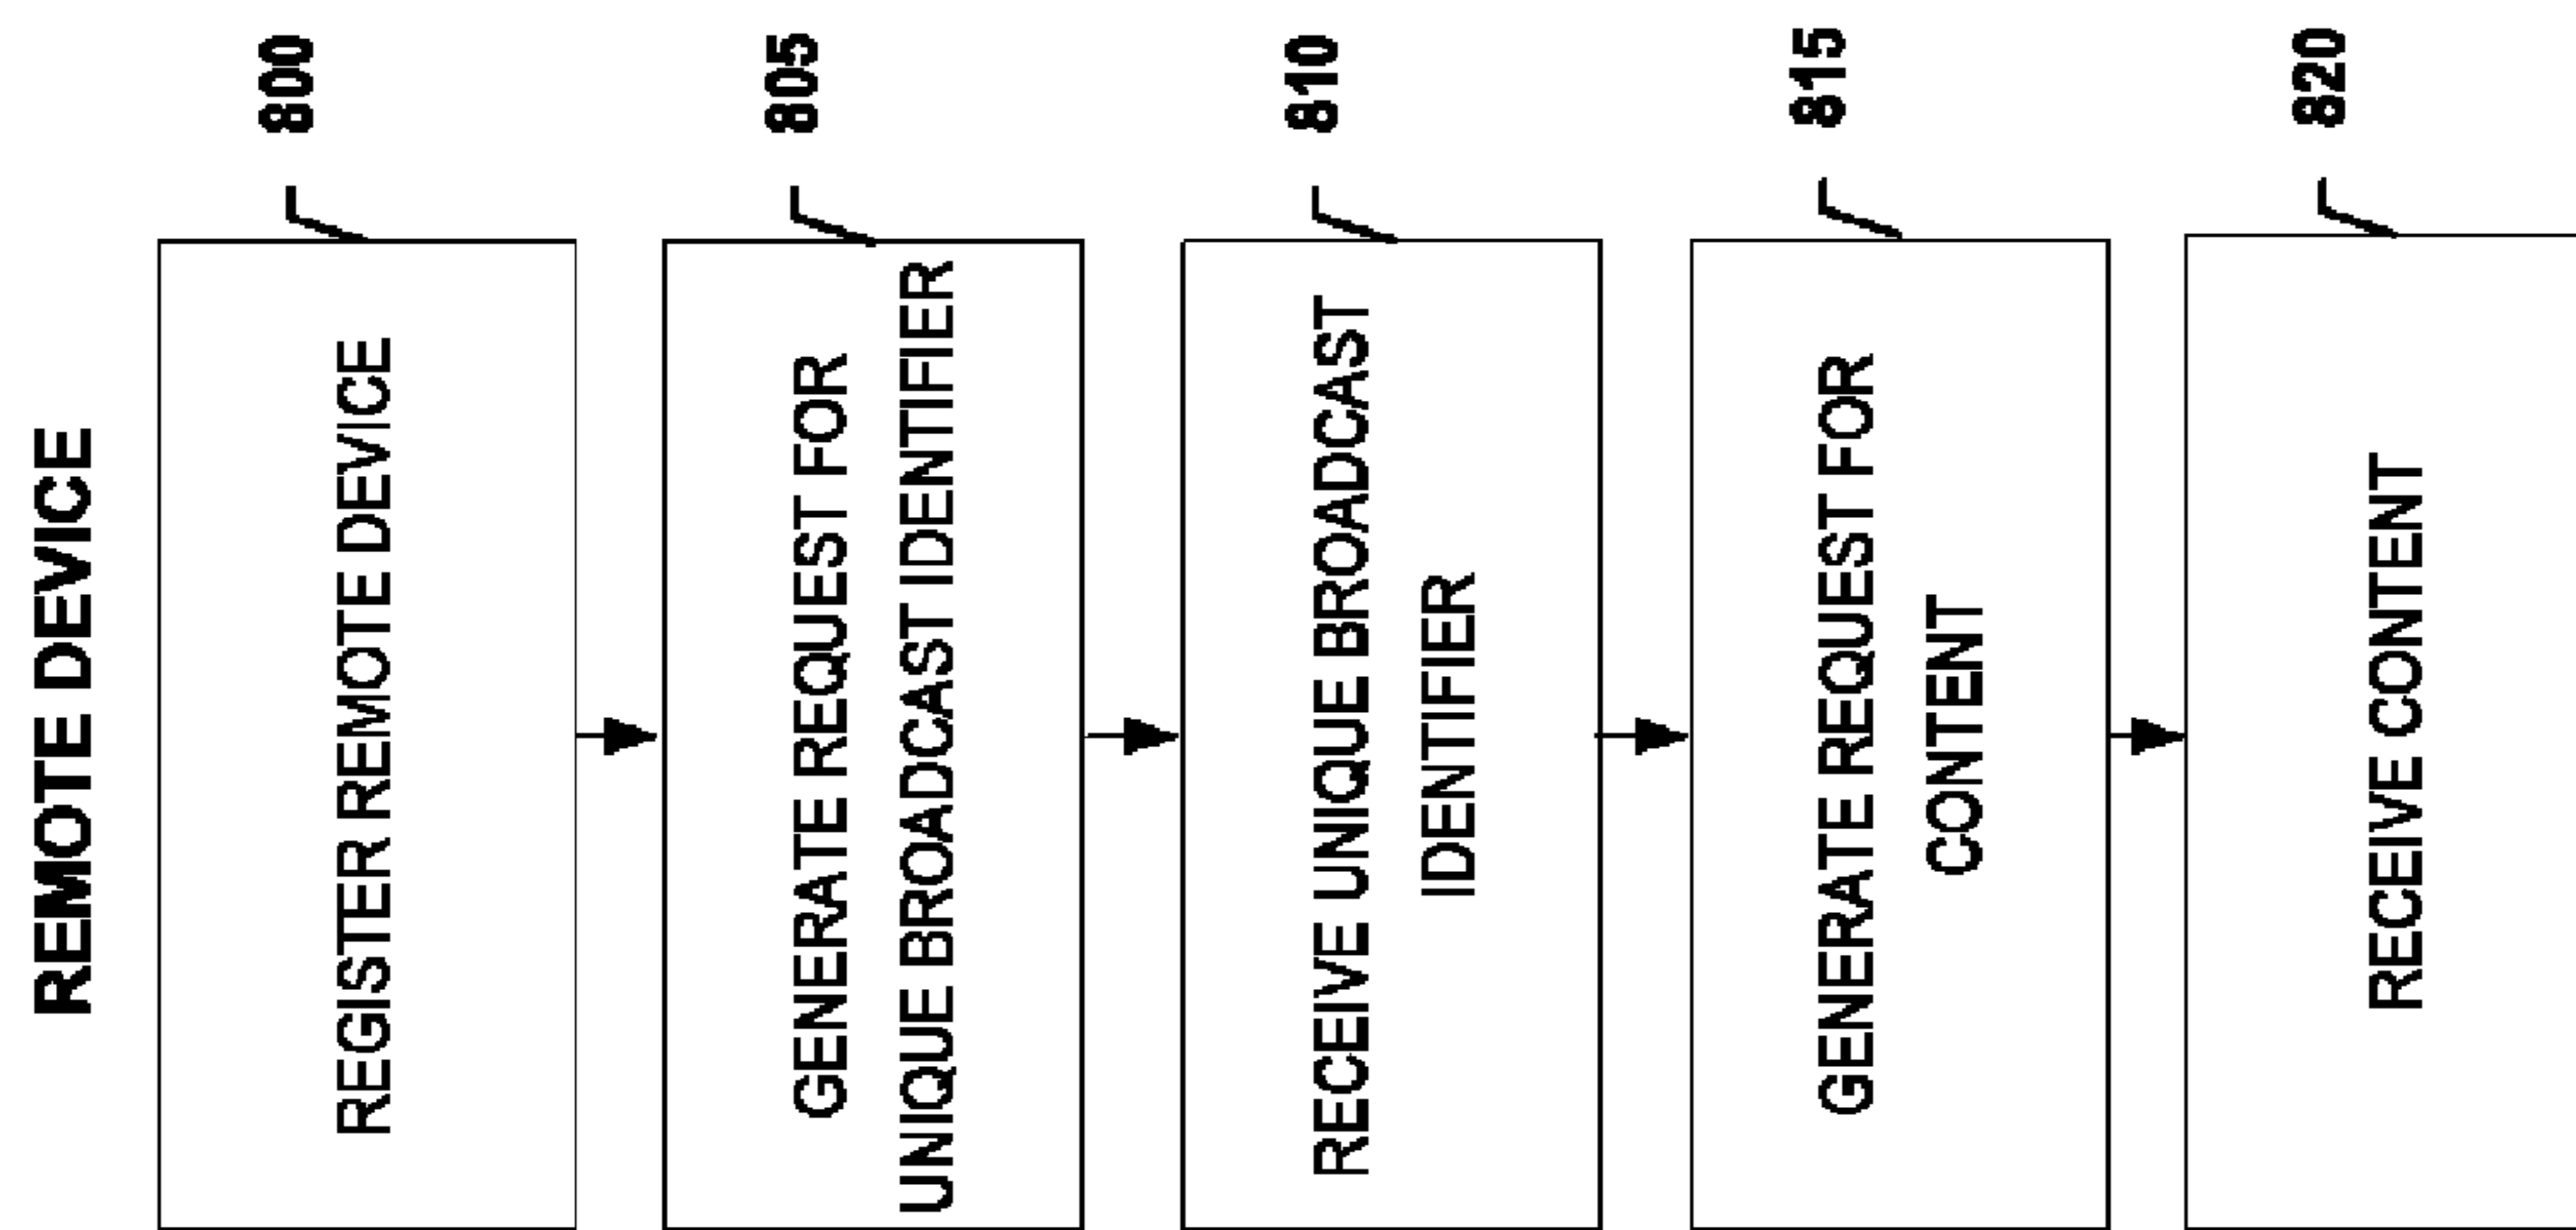 REMOTE DEVICE
800
REGISTER REMOTE DEVICE
805
GENERATE REQUEST FOR
UNIQUE BROADCAST IDENTIFIER
810
RECEIVE UNIQUE BROADCAST
IDENTIFIER
815
GENERATE REQUEST FOR
CONTENT
820
RECEIVE CONTENT